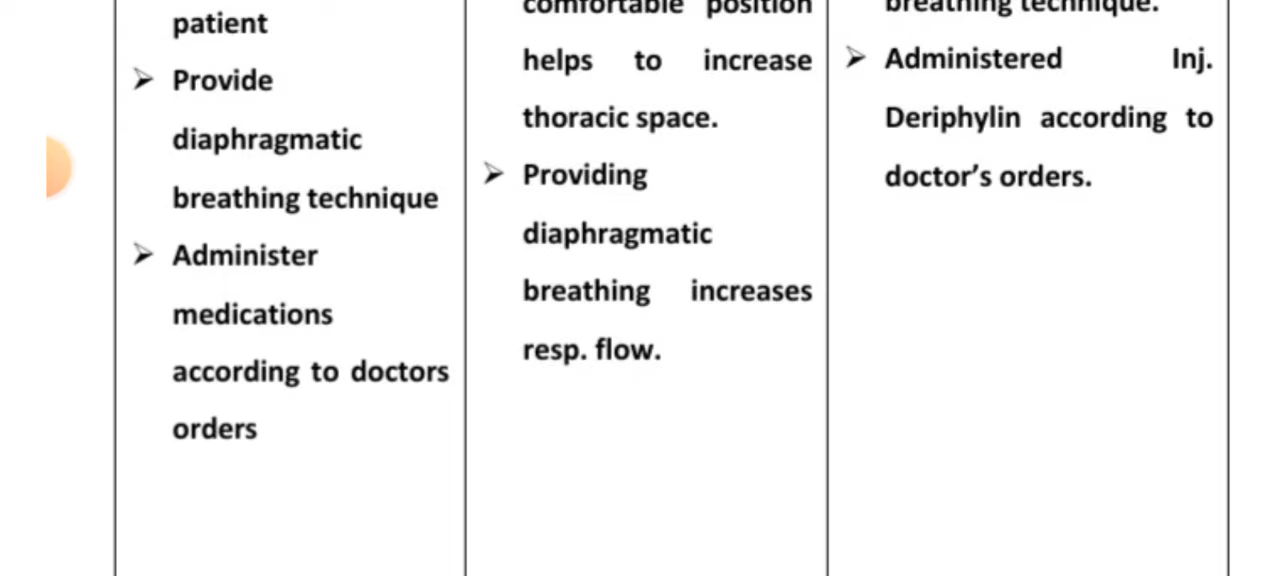 patient
➢ Provide
diaphragmatic
breathing technique
➢ Administer
medications
according to doctors
orders
comfortable position
helps to increase
thoracic space.
➢ Providing
diaphragmatic
breathing increases
resp. flow.
breathing technique.
➢ Administered Inj.
Deriphylin according to
doctor’s orders.